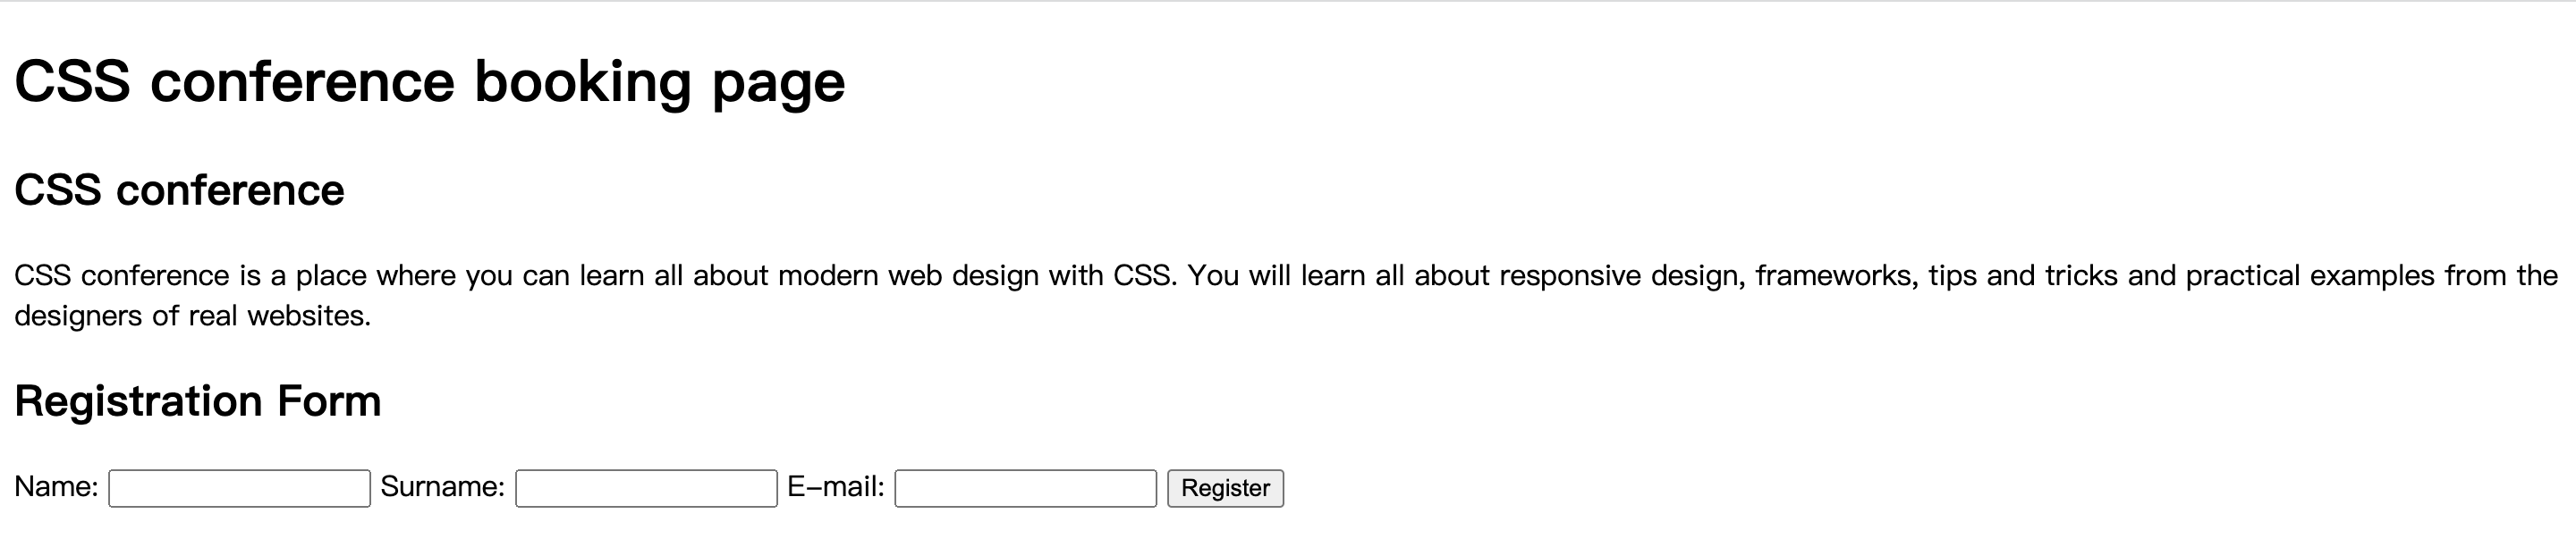 CSS conference booking page
CSS conference
CSS conference is a place where you can learn all about modern web design with CSS. You will learn all about responsive design, frameworks, tips and tricks and practical examples from the
designers of real websites.
Registration Form
Name: Surname: E-mail: Register